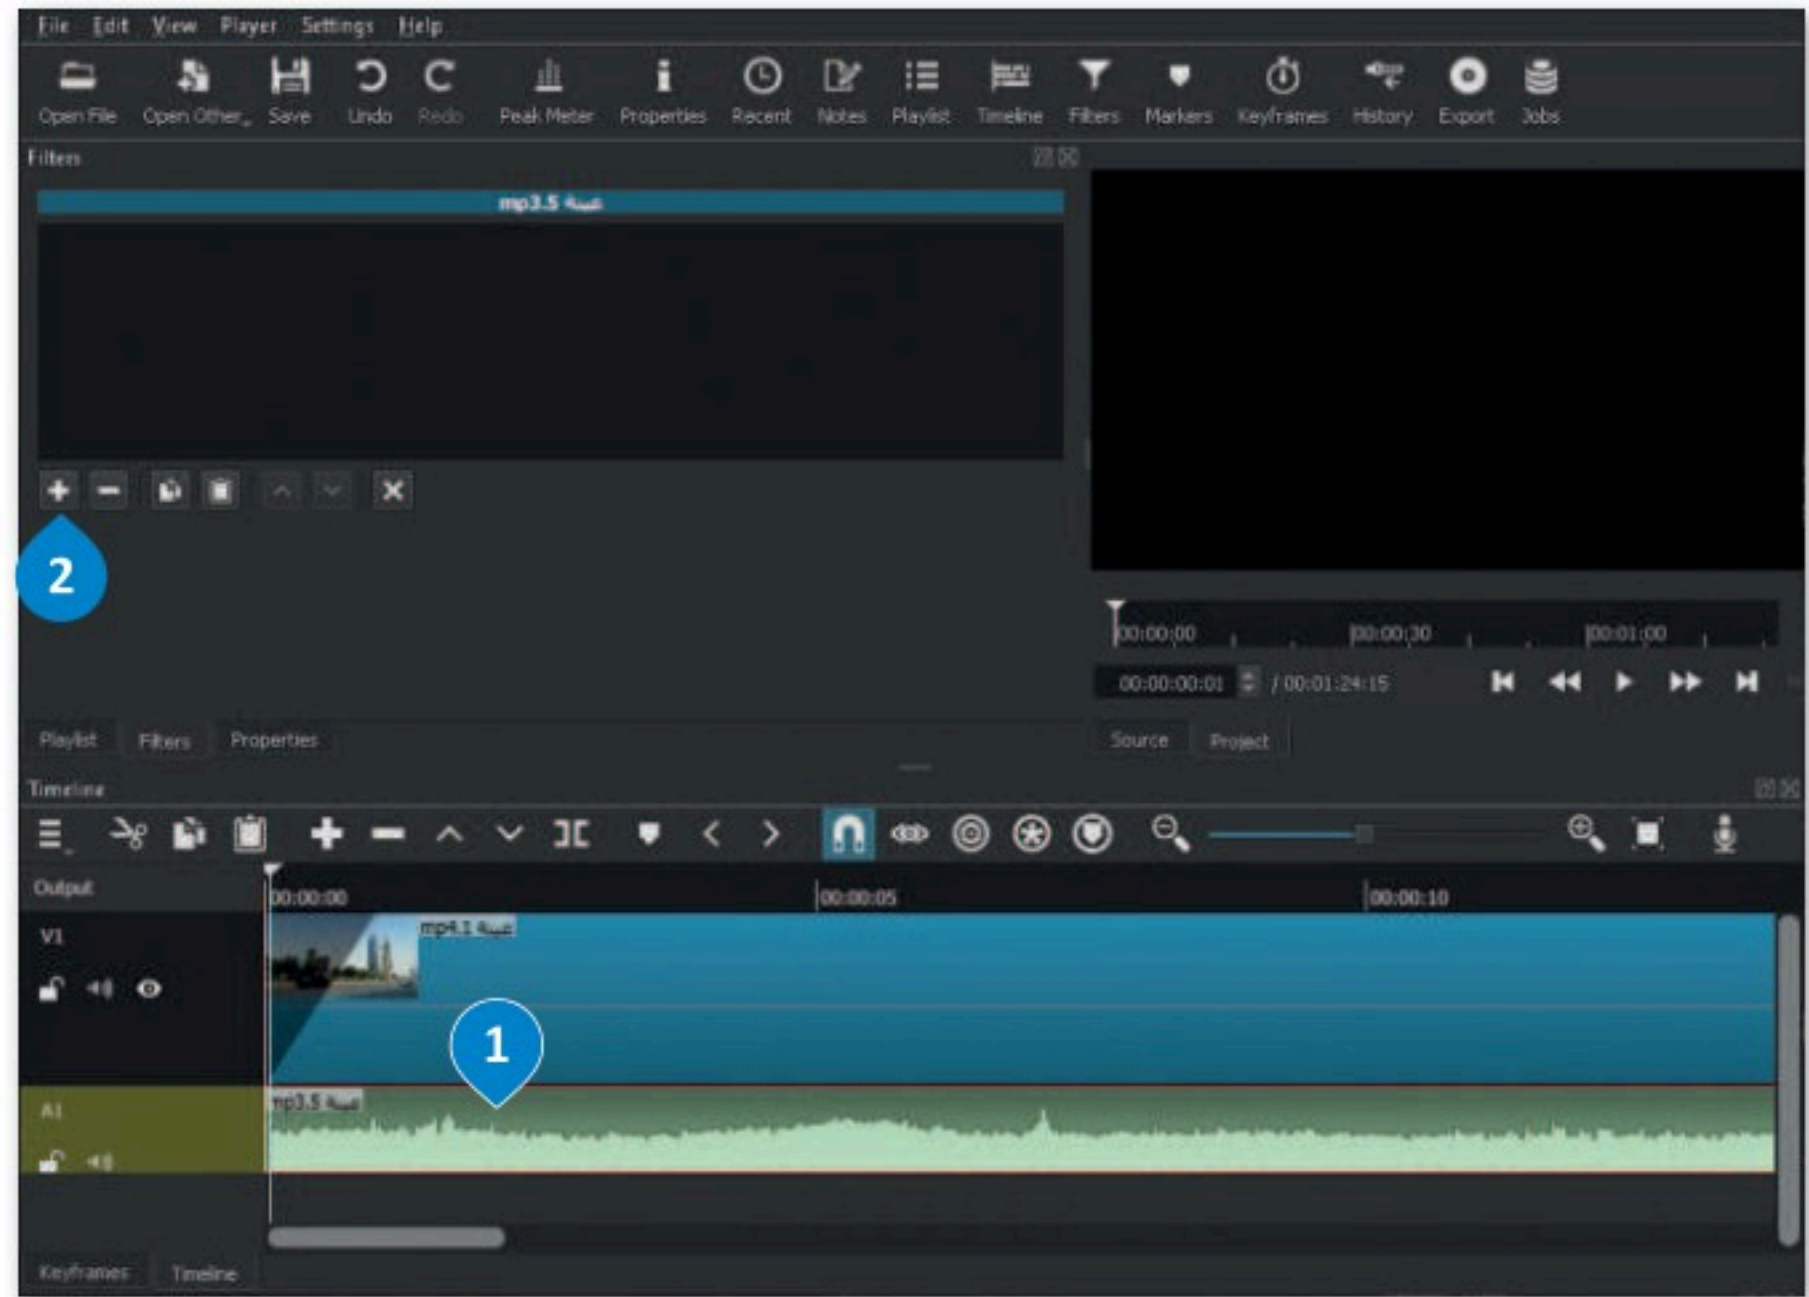 File Edit View Player Settings Help
Open File Open Other... Save Undo Redo Peak Meter Properties Recent Notes Playlist Timeline Filters Markers Keyframes History Export Jobs
Filters
عينة mp3.5
2
00:00:00 00:00:30 00:01:00
00:00:00:01 / 00:01:24:15
Playlist Filters Properties
Source Project
Timeline
Output
00:00:00 00:00:05 00:00:10
V1
عينة mp4.1
1
A1
عينة mp3.5
Keyframes Timeline